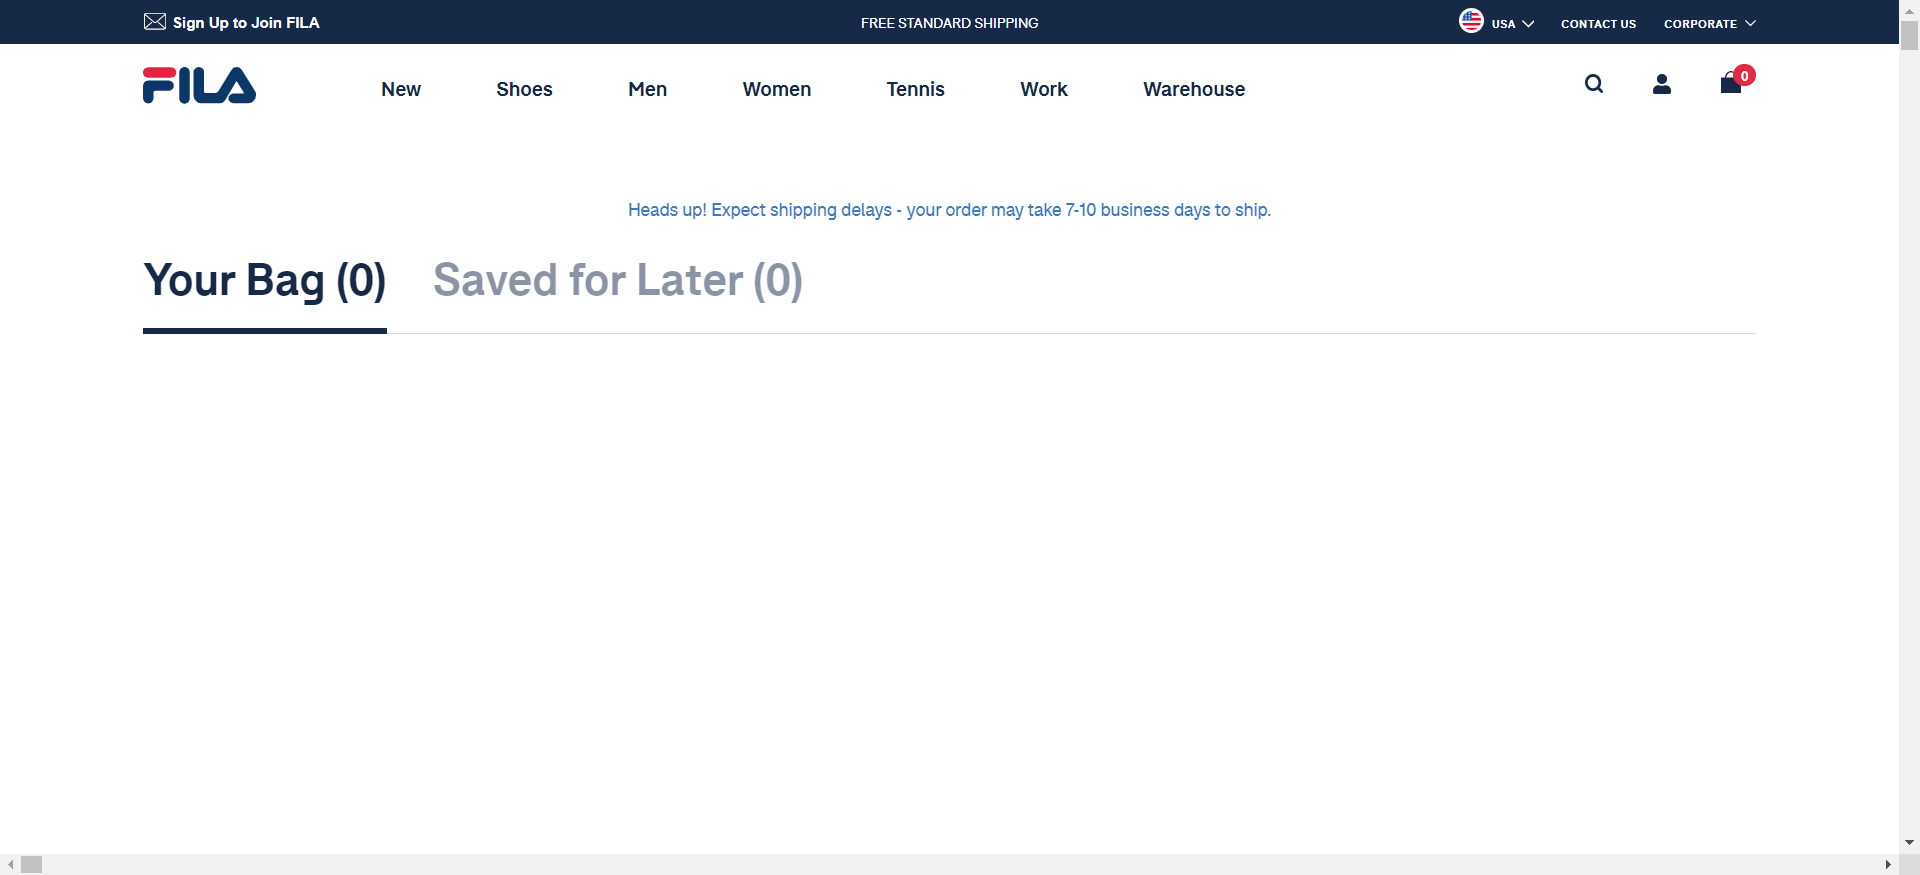 Sign Up to Join FILA
FREE STANDARD SHIPPING
USA
CONTACT US
CORPORATE
FILA
New
Shoes
Men
Women
Tennis
Work
Warehouse
0
Heads up! Expect shipping delays - your order may take 7-10 business days to ship.
Your Bag (0)
Saved for Later (0)